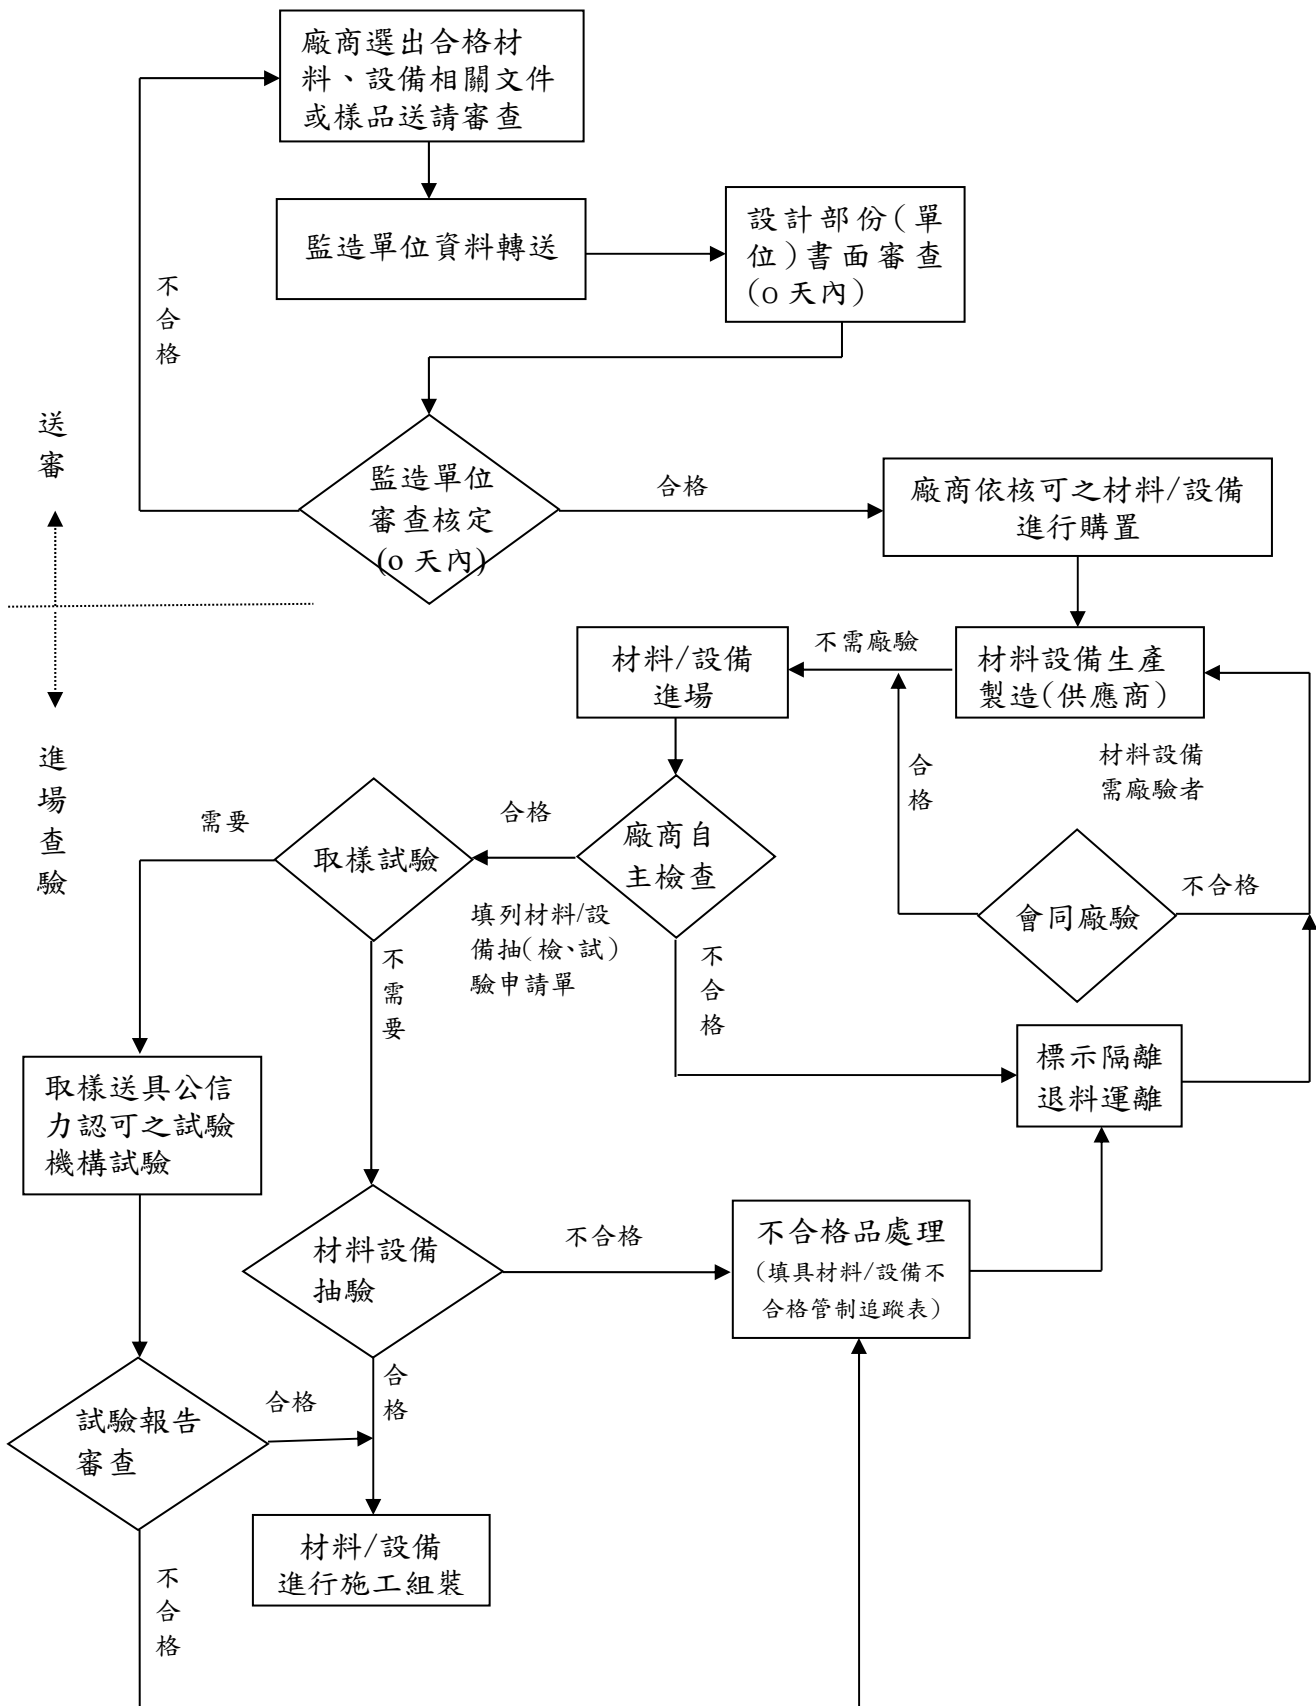 廠商選出合格材
料、設備相關文件
或樣品送請審查
監造單位資料轉送
設計部份(單
位)書面審查
(o 天內)
不
合
格
送
審
監造單位
審查核定
(o 天內)
合格
廠商依核可之材料/設備
進行購置
材料/設備
進場
不需廠驗
材料設備生產
製造(供應商)
進
場
查
驗
需要
取樣試驗
合格
填列材料/設
備抽(檢、試)
驗申請單
廠商自
主檢查
合
格
材料設備
需廠驗者
會同廠驗
不合格
不
需
要
不
合
格
標示隔離
退料運離
取樣送具公信
力認可之試驗
機構試驗
材料設備
抽驗
不合格
不合格品處理
(填具材料/設備不
合格管制追蹤表)
試驗報告
審查
合格
合
格
材料/設備
進行施工組裝
不
合
格